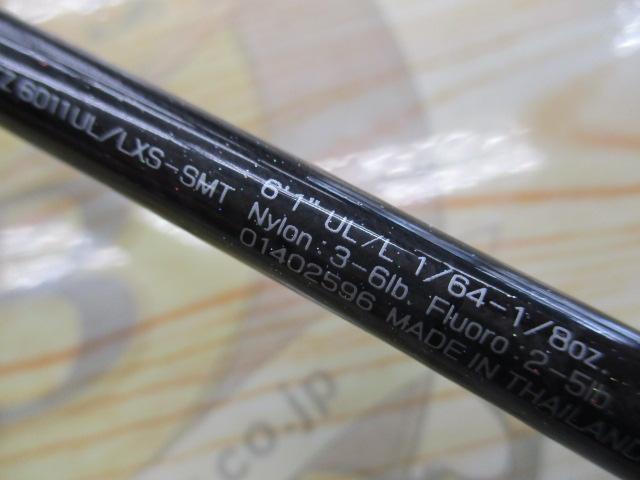 Z 6011UL/LXS-SMT
6'1" UL/L 1/64-1/8oz.
Nylon: 3-6lb. Fluoro: 2-5lb.
01402596 MADE IN THAILAND
.co.jp